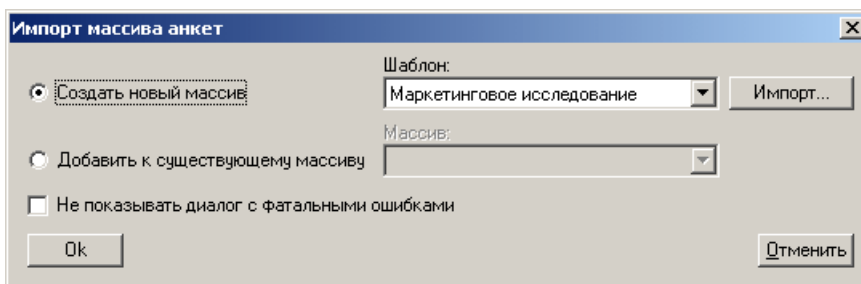 Импорт массива анкет
Шаблон:
Создать новый массив
Маркетинговое исследование
Импорт...
Массив:
Добавить к существующему массиву
Не показывать диалог с фатальными ошибками
Ok
Отменить